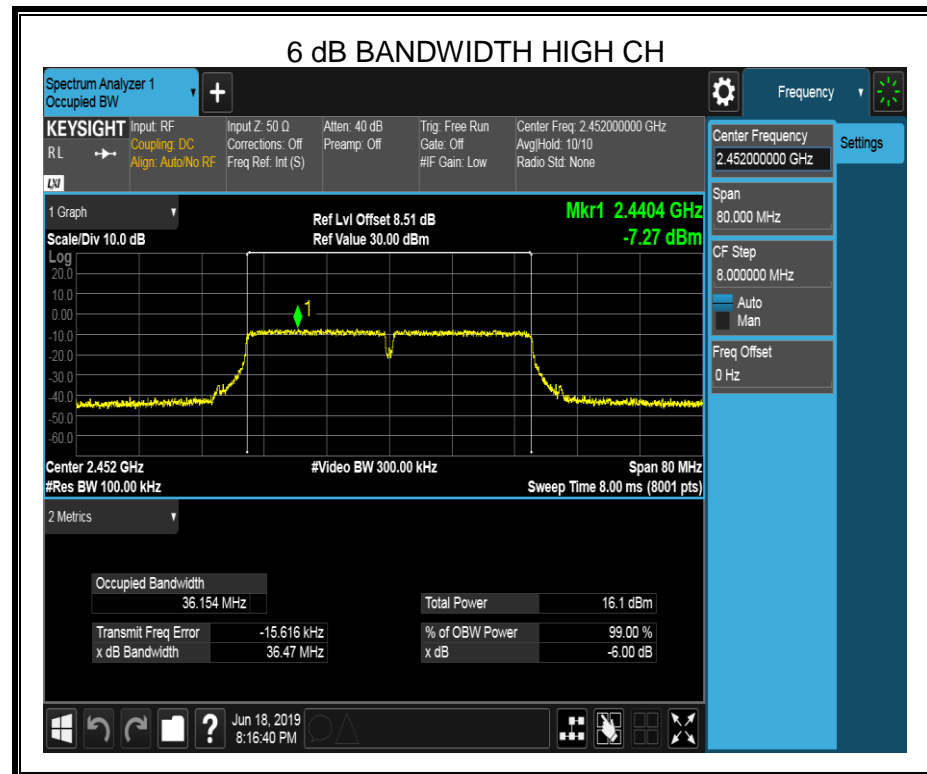 6 dB BANDWIDTH HIGH CH
Spectrum Analyzer 1
Occupied BW
+
Frequency
KEYSIGHT
RL
LXI
Input: RF
Coupling: DC
Align: Auto/No RF
Input Z: 50 Ω
Corrections: Off
Freq Ref: Int (S)
Atten: 40 dB
Preamp: Off
Trig: Free Run
Gate: Off
#IF Gain: Low
Center Freq: 2.452000000 GHz
Avg|Hold: 10/10
Radio Std: None
Center Frequency
2.452000000 GHz
Settings
Span
80.000 MHz
CF Step
8.000000 MHz
Auto
Man
Freq Offset
0 Hz
1 Graph
Ref Lvl Offset 8.51 dB
Mkr1 2.4404 GHz
Scale/Div 10.0 dB
Ref Value 30.00 dBm
-7.27 dBm
Log
20.0
10.0
0.00
-10.0
-20.0
-30.0
-40.0
-50.0
-60.0
1
Center 2.452 GHz
#Video BW 300.00 kHz
Span 80 MHz
#Res BW 100.00 kHz
Sweep Time 8.00 ms (8001 pts)
2 Metrics
Occupied Bandwidth
36.154 MHz
Total Power 16.1 dBm
Transmit Freq Error -15.616 kHz
% of OBW Power 99.00 %
x dB Bandwidth 36.47 MHz
x dB -6.00 dB
?
Jun 18, 2019
8:16:40 PM